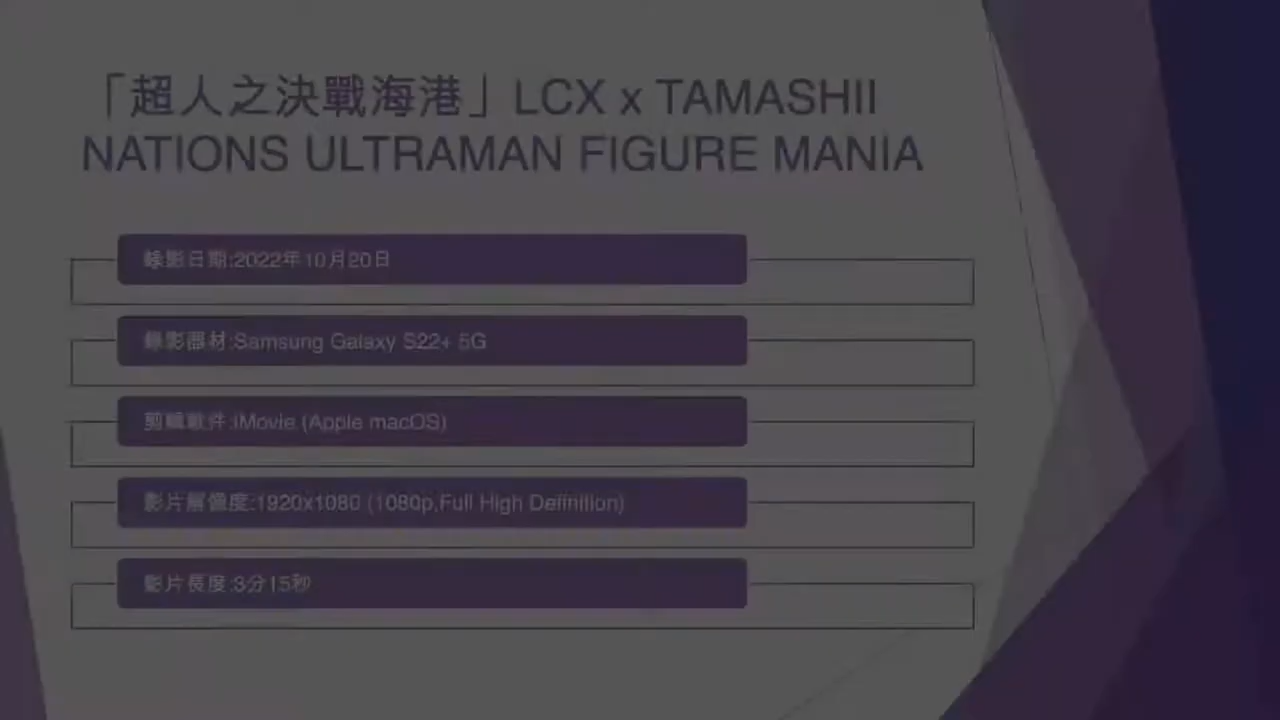 「超人之決戰海港」LCX x TAMASHII
NATIONS ULTRAMAN FIGURE MANIA
錄影日期:2022年10月20日
錄影器材:Samsung Galaxy S22+ 5G
剪輯軟件:iMovie (Apple macOS)
影片解像度:1920x1080 (1080p,Full High Definition)
影片長度:3分15秒